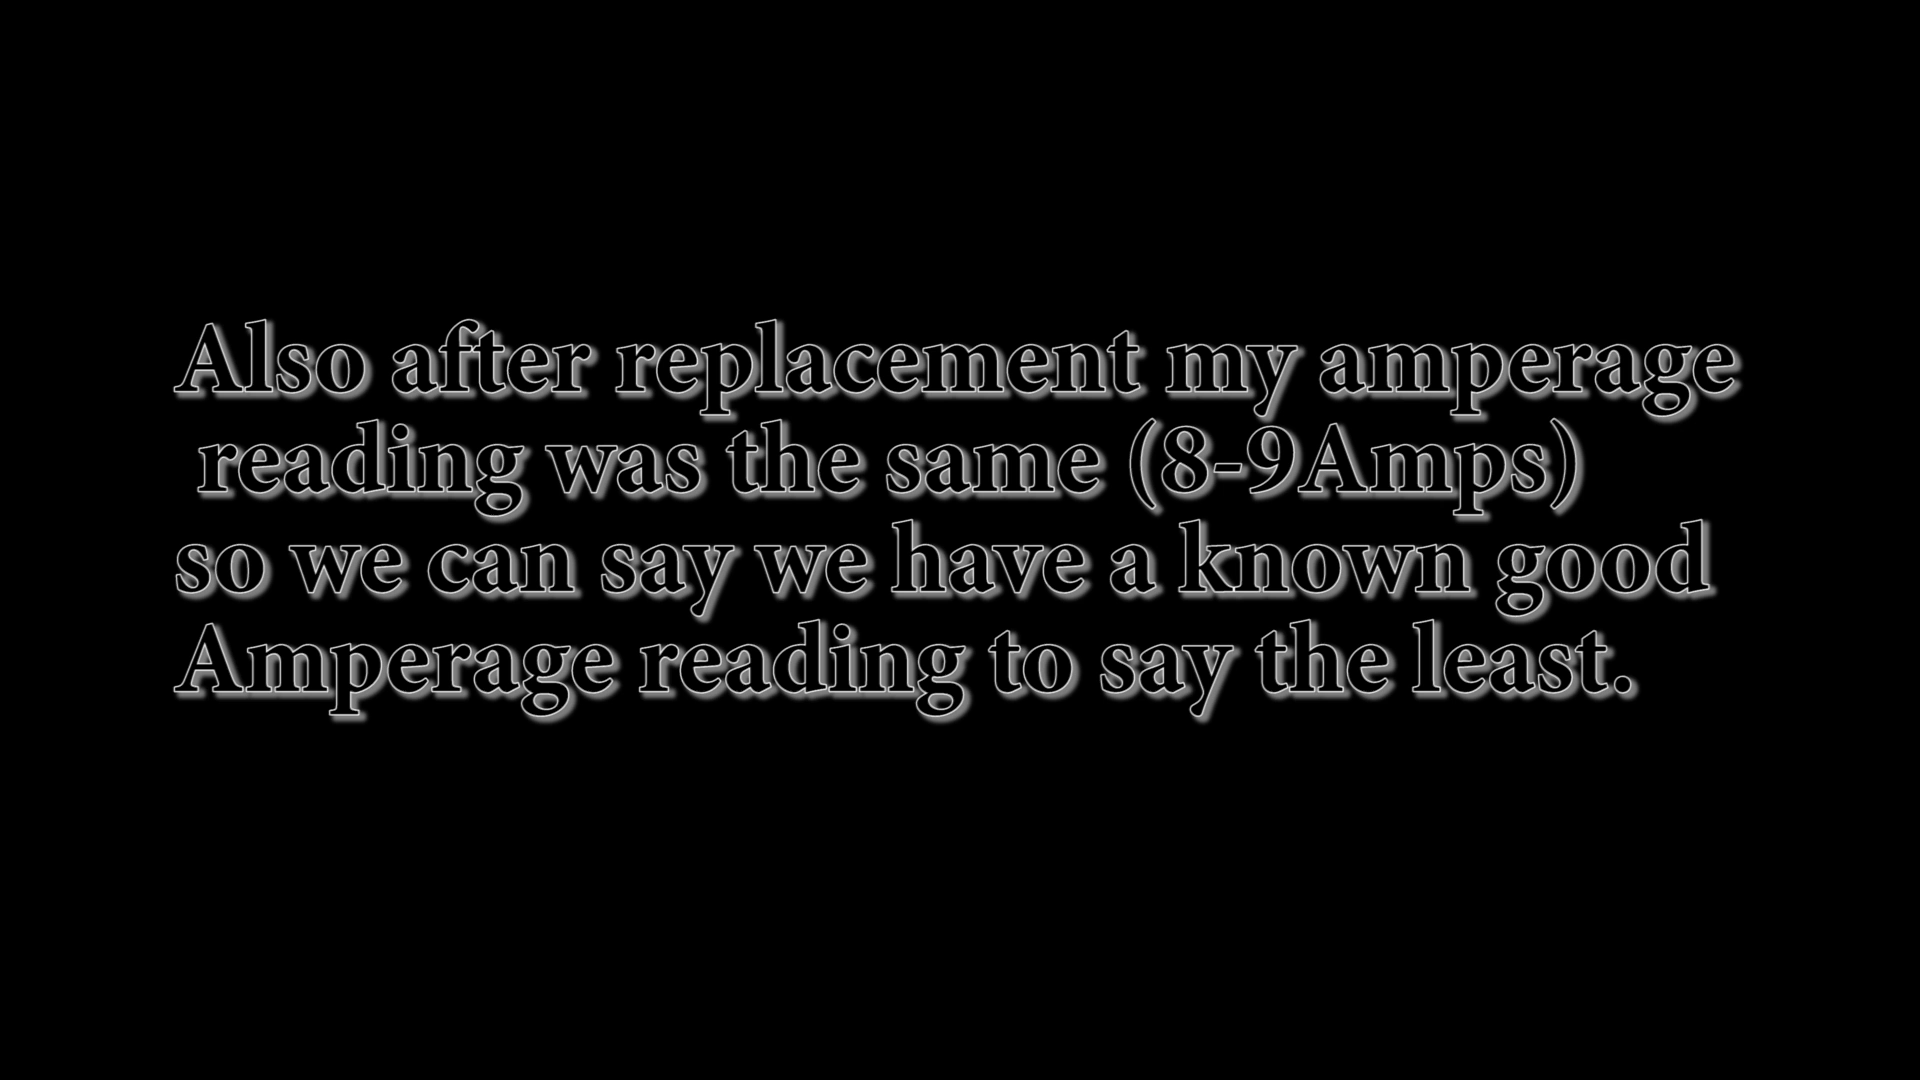 Also after replacement my amperage
reading was the same (8-9Amps)
so we can say we have a known good
Amperage reading to say the least.